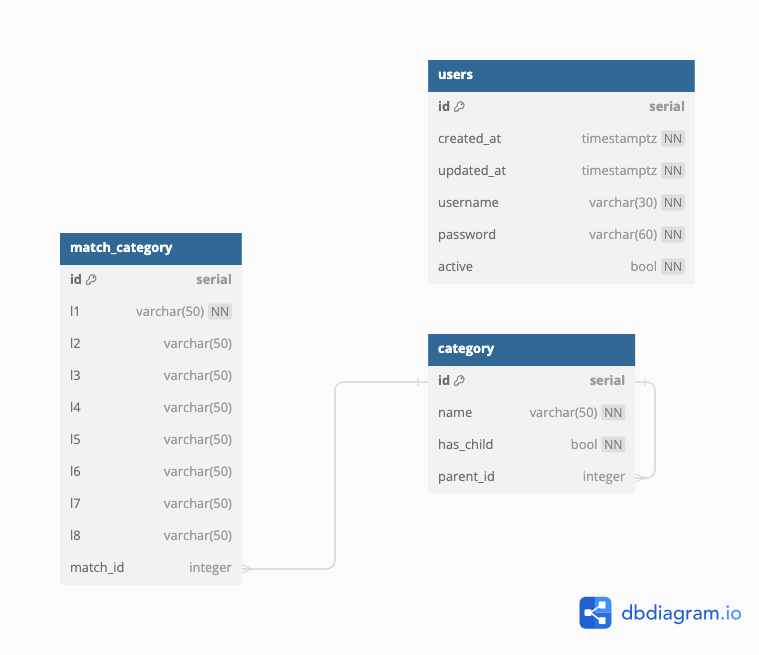 users
id serial
created_at timestamptz NN
updated_at timestamptz NN
username varchar(30) NN
password varchar(60) NN
active bool NN
match_category
id serial
l1 varchar(50) NN
l2 varchar(50)
l3 varchar(50)
l4 varchar(50)
l5 varchar(50)
l6 varchar(50)
l7 varchar(50)
l8 varchar(50)
match_id integer
category
id serial
name varchar(50) NN
has_child bool NN
parent_id integer
dbdiagram.io